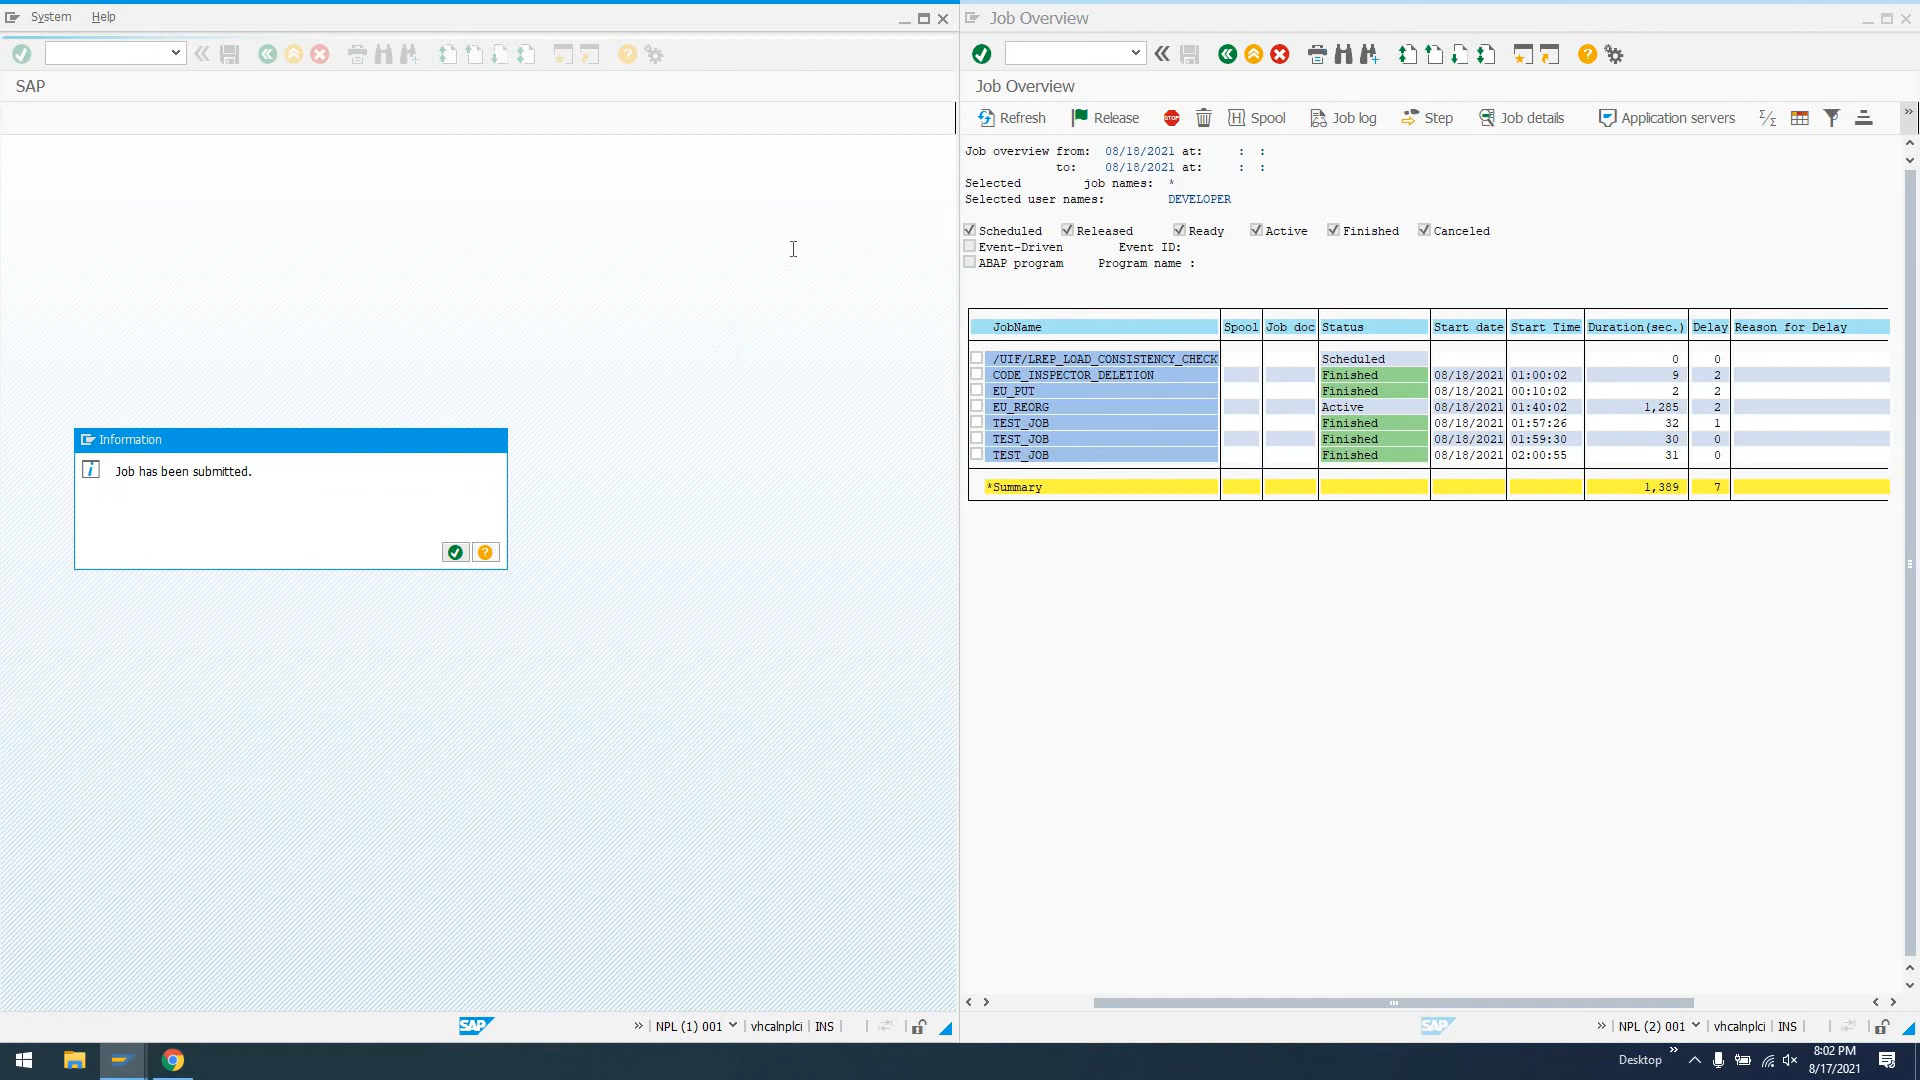 System Help
SAP
Information
i Job has been submitted.
SAP
NPL (1) 001 vhcalnplci INS
Job Overview
Job Overview
Refresh Release STOP Spool Job log Step Job details Application servers
Job overview from: 08/18/2021 at: : :
to: 08/18/2021 at: : :
Selected job names: *
Selected user names: DEVELOPER
Scheduled Released Ready Active Finished Canceled
Event-Driven Event ID:
ABAP program Program name :
JobName Spool Job doc Status Start date Start Time Duration(sec.) Delay Reason for Delay
/UIF/LREP_LOAD_CONSISTENCY_CHECK Scheduled 0 0
CODE_INSPECTOR_DELETION Finished 08/18/2021 01:00:02 9 2
EU_PUT Finished 08/18/2021 00:10:02 2 2
EU_REORG Active 08/18/2021 01:40:02 1,285 2
TEST_JOB Finished 08/18/2021 01:57:26 32 1
TEST_JOB Finished 08/18/2021 01:59:30 30 0
TEST_JOB Finished 08/18/2021 02:00:55 31 0
*Summary 1,389 7
SAP
NPL (2) 001 vhcalnplci INS
Desktop
8:02 PM
8/17/2021